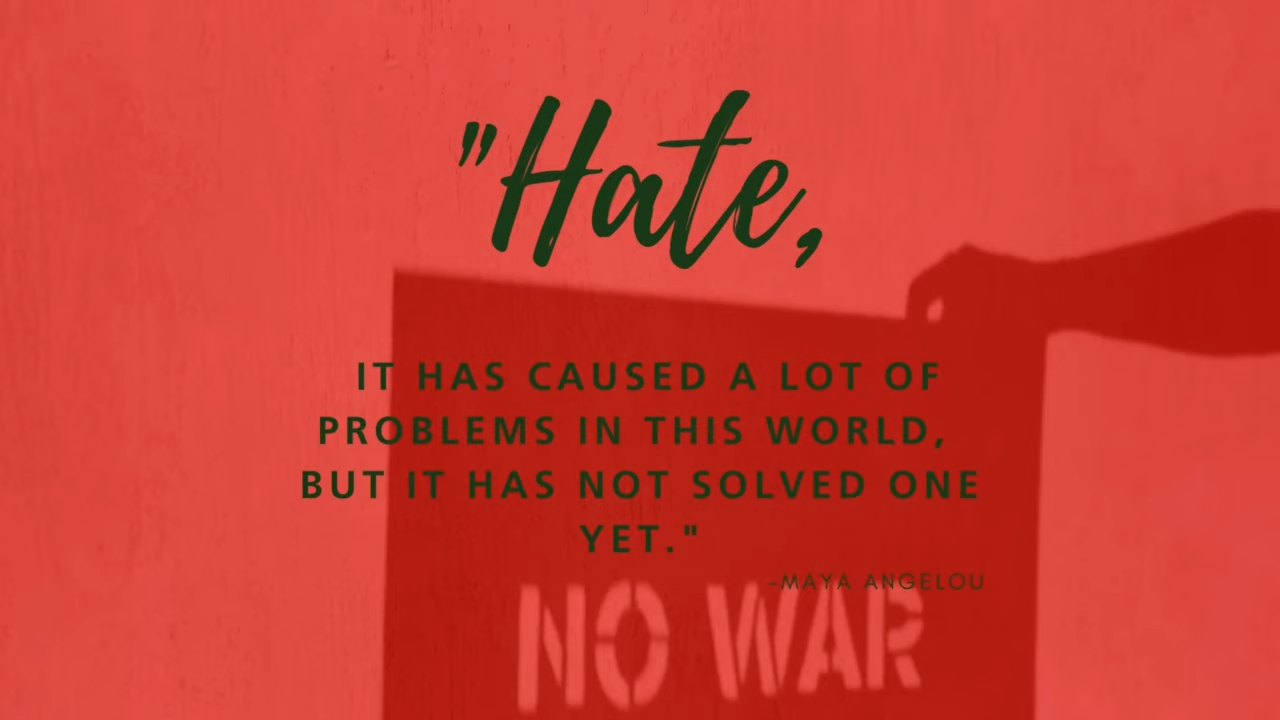 "Hate,
IT HAS CAUSED A LOT OF
PROBLEMS IN THIS WORLD,
BUT IT HAS NOT SOLVED ONE
YET."
-MAYA ANGELOU
NO WAR